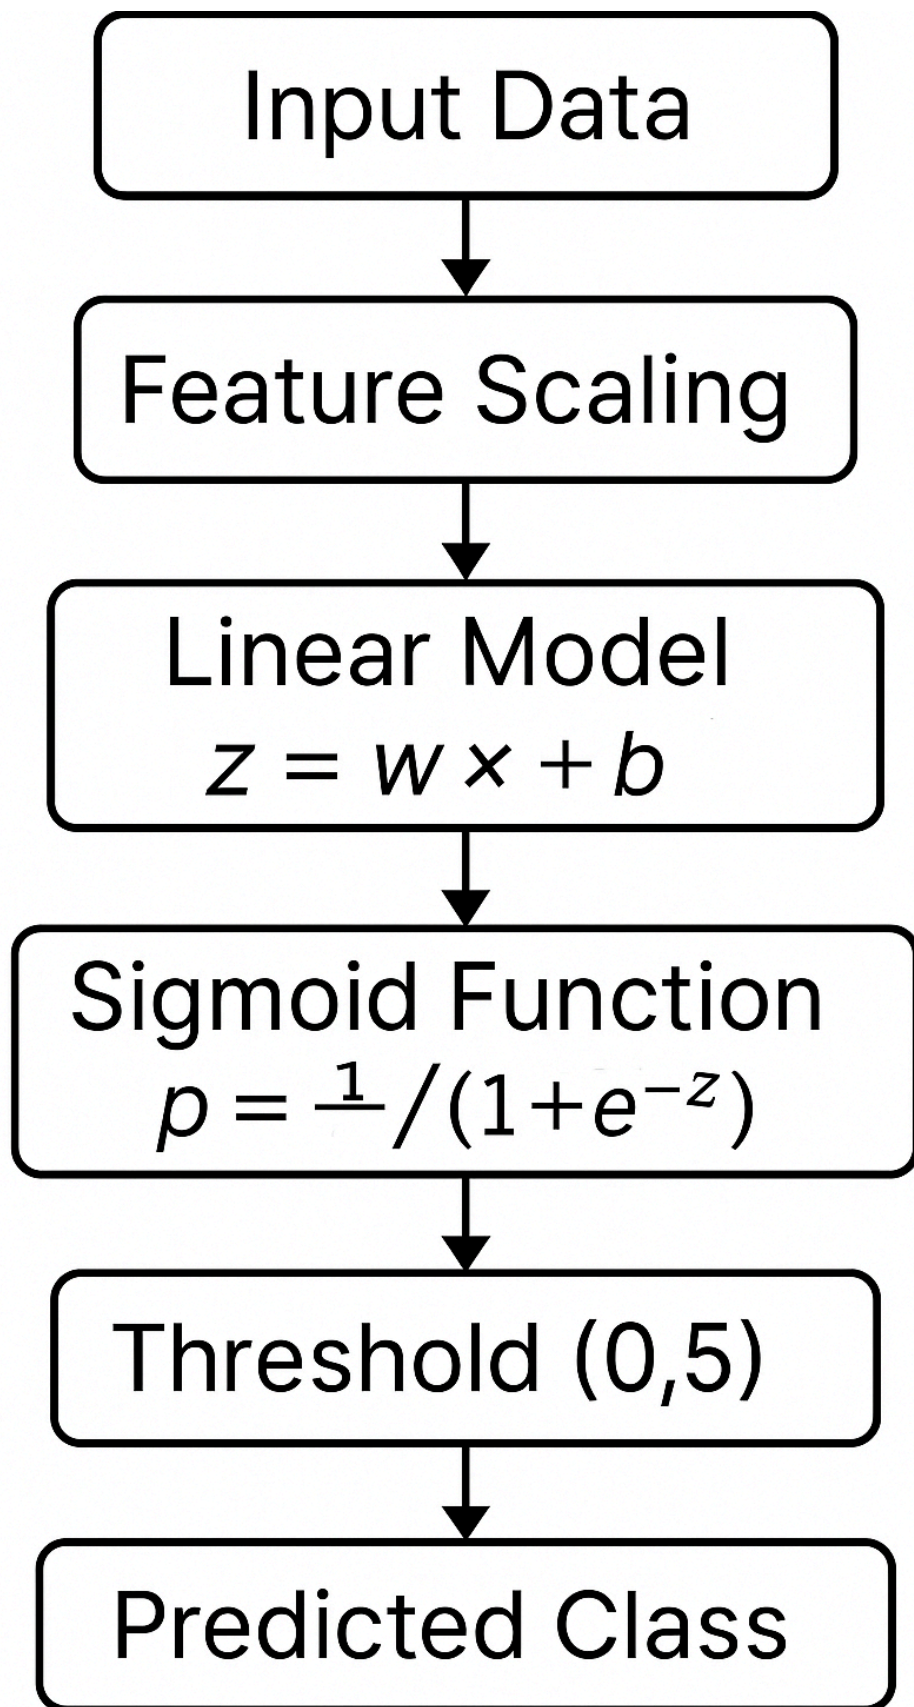 Input Data
Feature Scaling
Linear Model
z = w × + b
Sigmoid Function
p = 1/(1+e^−z)
Threshold (0,5)
Predicted Class